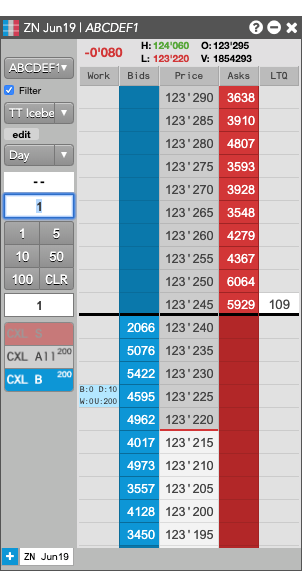 ZN Jun19 | ABCDEF1
-0'080
H: 124'060 O: 123'295
L: 123'220 V: 1854293
ABCDEF1
Work Bids Price Asks LTQ
Filter
TT Icebe
edit
Day
--
1
1 5
10 50
100 CLR
1
CXL S
CXL All 200
CXL B 200
123'290 3638
123'285 3910
123'280 4807
123'275 3593
123'270 3928
123'265 3548
123'260 4279
123'255 4367
123'250 6064
123'245 5929 109
2066 123'240
5076 123'235
5422 123'230
B:0 D:10
W:0U:200
4595 123'225
4962 123'220
4017 123'215
4973 123'210
3557 123'205
4128 123'200
3450 123'195
+ ZN Jun19